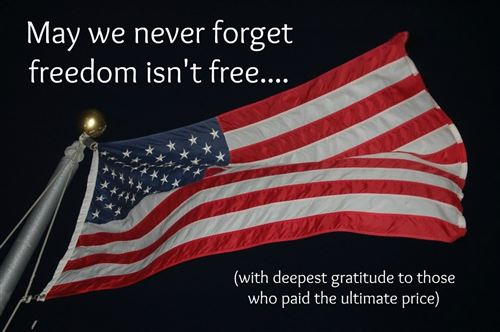 May we never forget
freedom isn't free....
(with deepest gratitude to those
who paid the ultimate price)